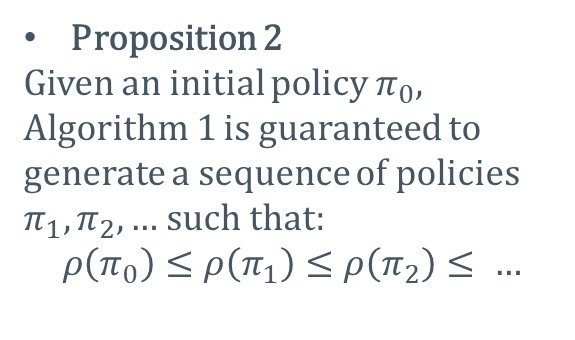 • Proposition 2
Given an initial policy π₀,
Algorithm 1 is guaranteed to
generate a sequence of policies
π₁, π₂, … such that:
ρ(π₀) ≤ ρ(π₁) ≤ ρ(π₂) ≤ …